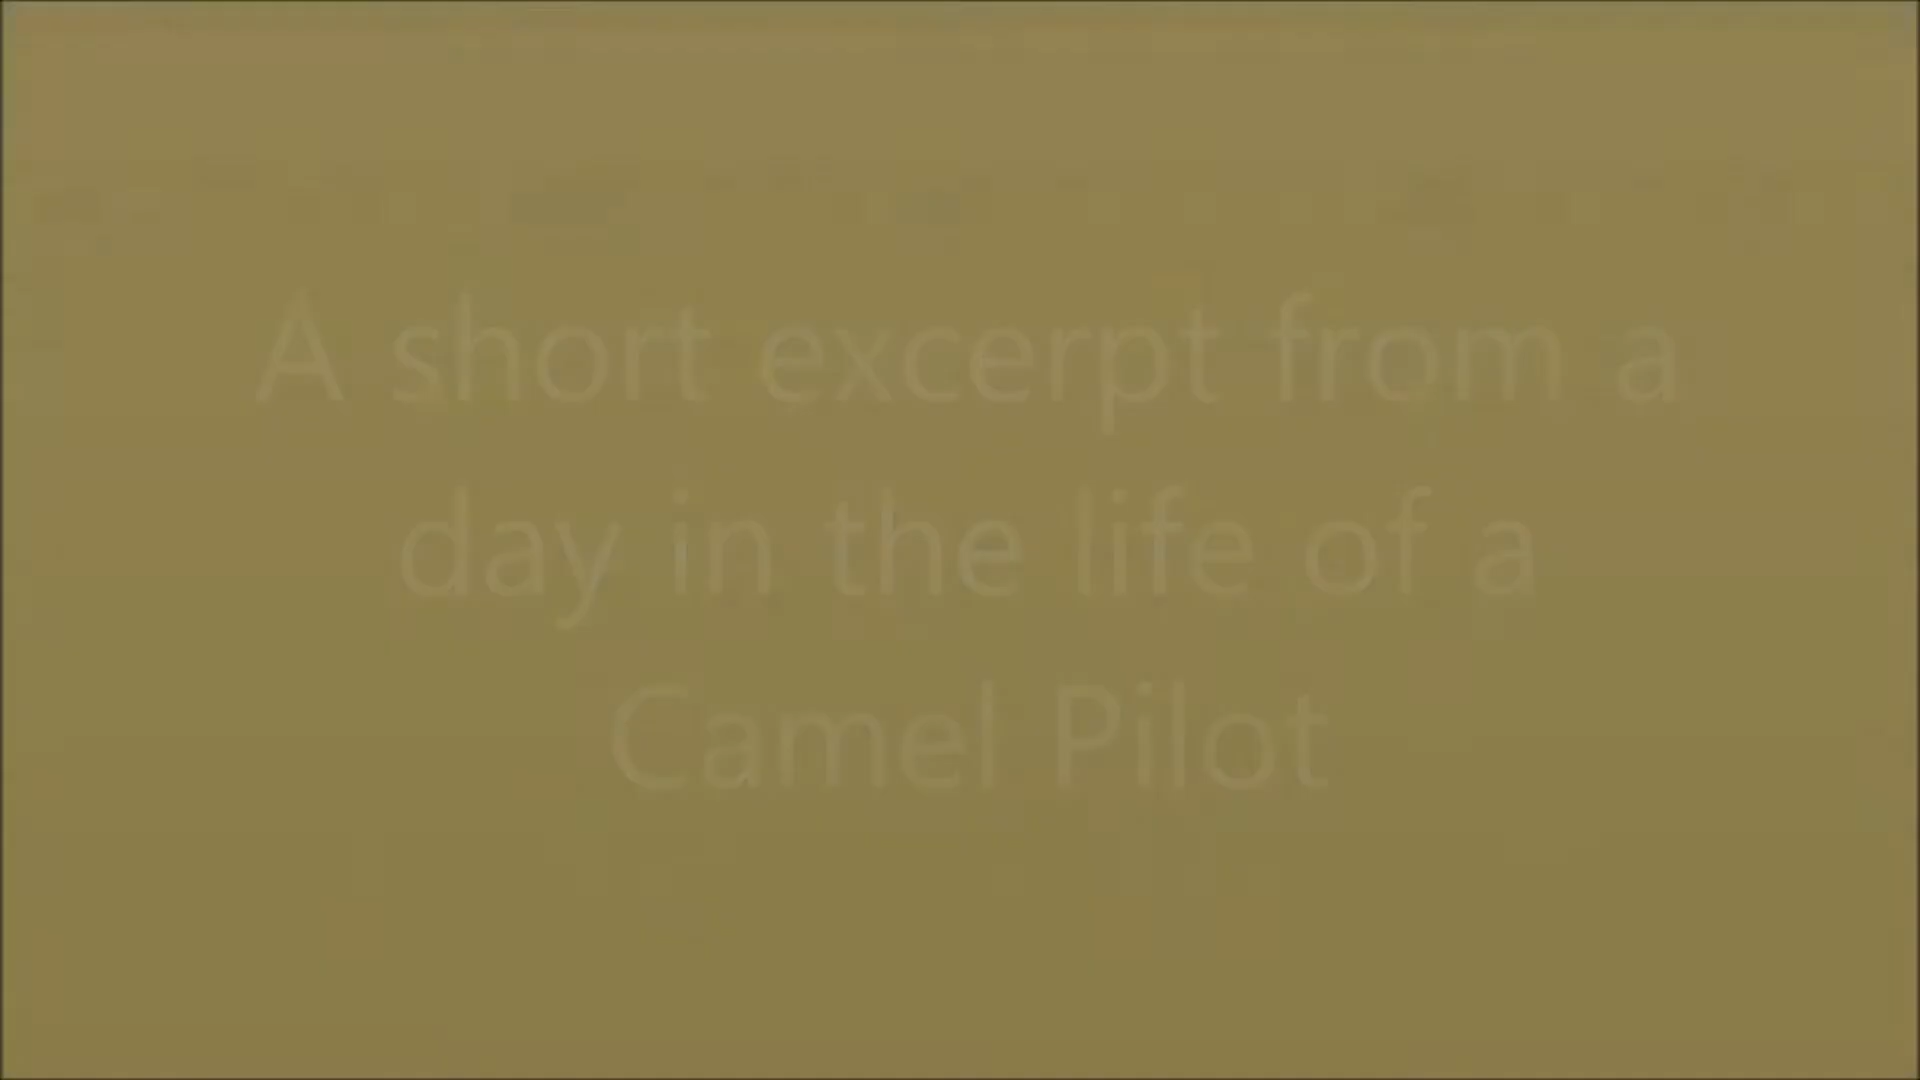 A short excerpt from a
day in the life of a
Camel Pilot